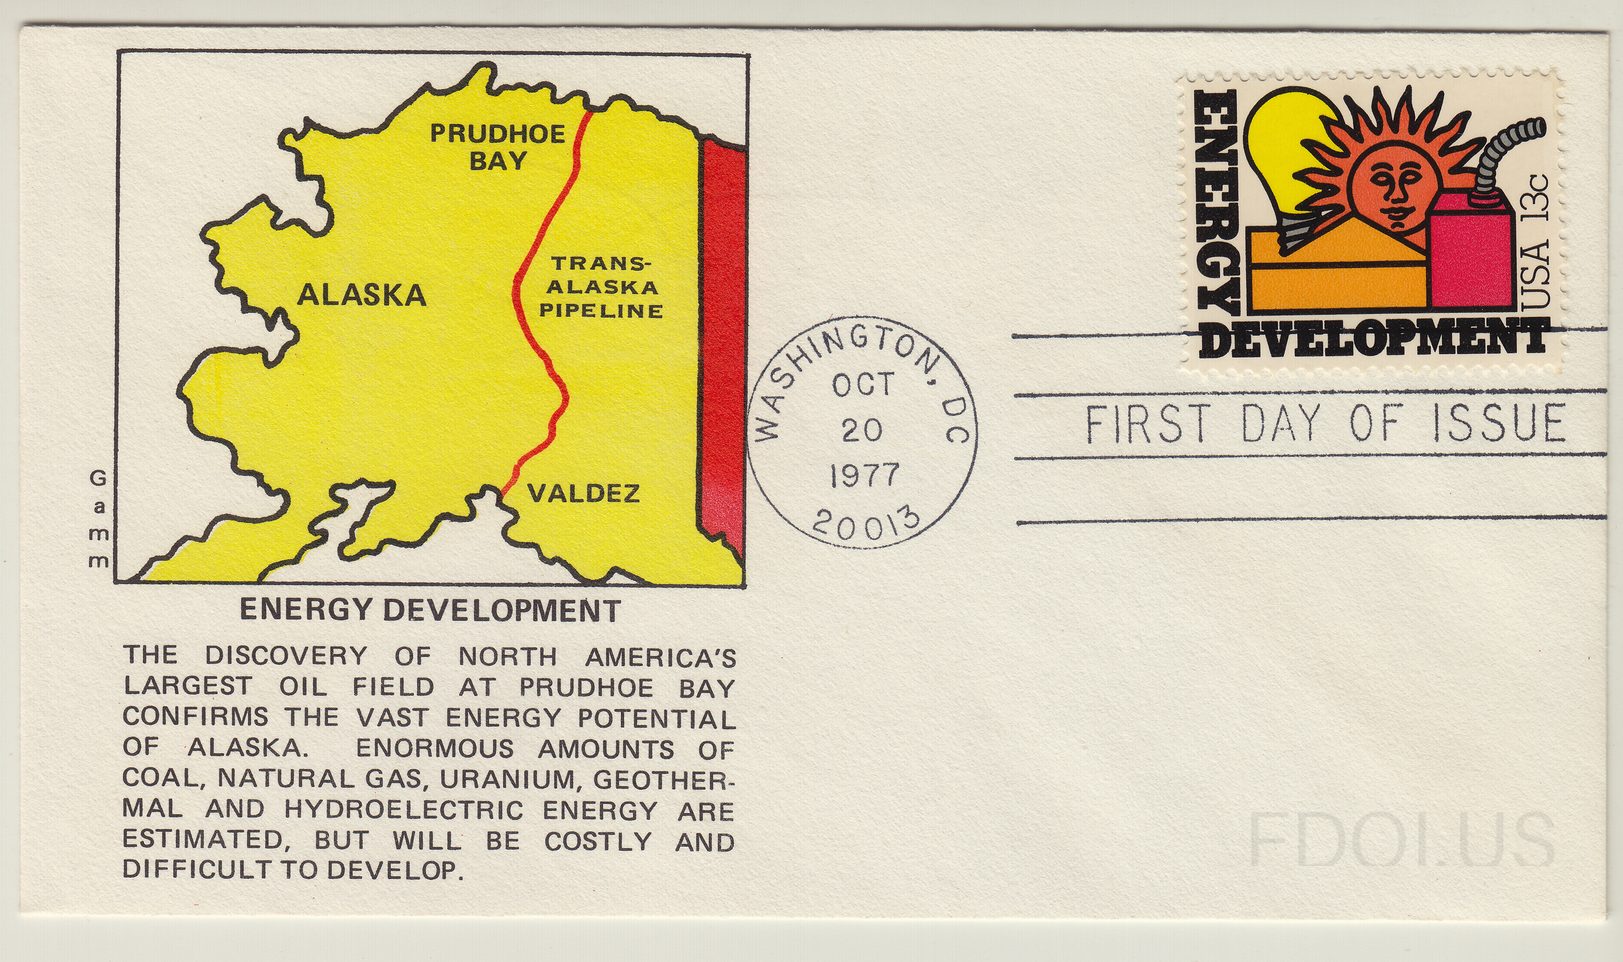 PRUDHOE
BAY
TRANS-
ALASKA
PIPELINE
ALASKA
VALDEZ
Gamm
ENERGY DEVELOPMENT
THE DISCOVERY OF NORTH AMERICA'S
LARGEST OIL FIELD AT PRUDHOE BAY
CONFIRMS THE VAST ENERGY POTENTIAL
OF ALASKA. ENORMOUS AMOUNTS OF
COAL, NATURAL GAS, URANIUM, GEOTHER-
MAL AND HYDROELECTRIC ENERGY ARE
ESTIMATED, BUT WILL BE COSTLY AND
DIFFICULT TO DEVELOP.
WASHINGTON, DC
OCT
20
1977
20013
ENERGY
DEVELOPMENT
USA 13c
FIRST DAY OF ISSUE
FDOI.US